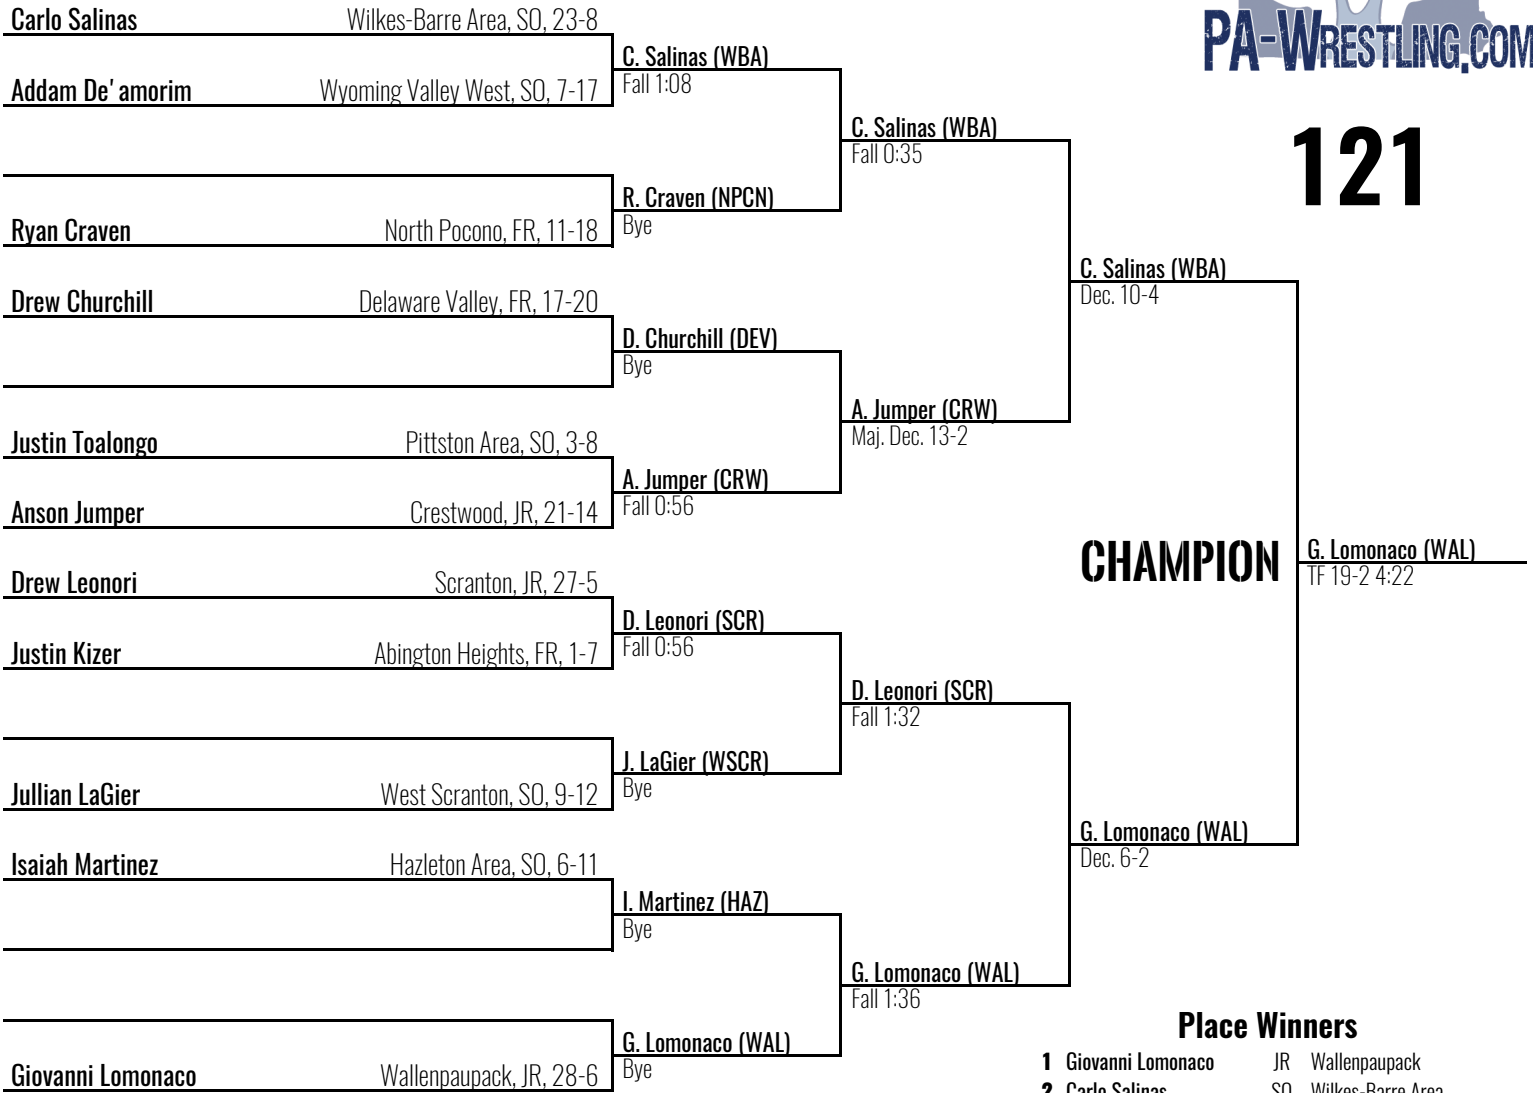 Carlo Salinas Wilkes-Barre Area, SO, 23-8
Addam De'amorim Wyoming Valley West, SO, 7-17
Ryan Craven North Pocono, FR, 11-18
Drew Churchill Delaware Valley, FR, 17-20
Justin Toalongo Pittston Area, SO, 3-8
Anson Jumper Crestwood, JR, 21-14
Drew Leonori Scranton, JR, 27-5
Justin Kizer Abington Heights, FR, 1-7
Jullian LaGier West Scranton, SO, 9-12
Isaiah Martinez Hazleton Area, SO, 6-11
Giovanni Lomonaco Wallenpaupack, JR, 28-6
C. Salinas (WBA)
Fall 1:08
R. Craven (NPCN)
Bye
D. Churchill (DEV)
Bye
A. Jumper (CRW)
Fall 0:56
D. Leonori (SCR)
Fall 0:56
J. LaGier (WSCR)
Bye
I. Martinez (HAZ)
Bye
G. Lomonaco (WAL)
Bye
C. Salinas (WBA)
Fall 0:35
A. Jumper (CRW)
Maj. Dec. 13-2
D. Leonori (SCR)
Fall 1:32
G. Lomonaco (WAL)
Fall 1:36
C. Salinas (WBA)
Dec. 10-4
G. Lomonaco (WAL)
Dec. 6-2
CHAMPION
G. Lomonaco (WAL)
TF 19-2 4:22
PA-WRESTLING.COM
121
Place Winners
1 Giovanni Lomonaco JR Wallenpaupack
2 Carlo Salinas SO Wilkes-Barre Area